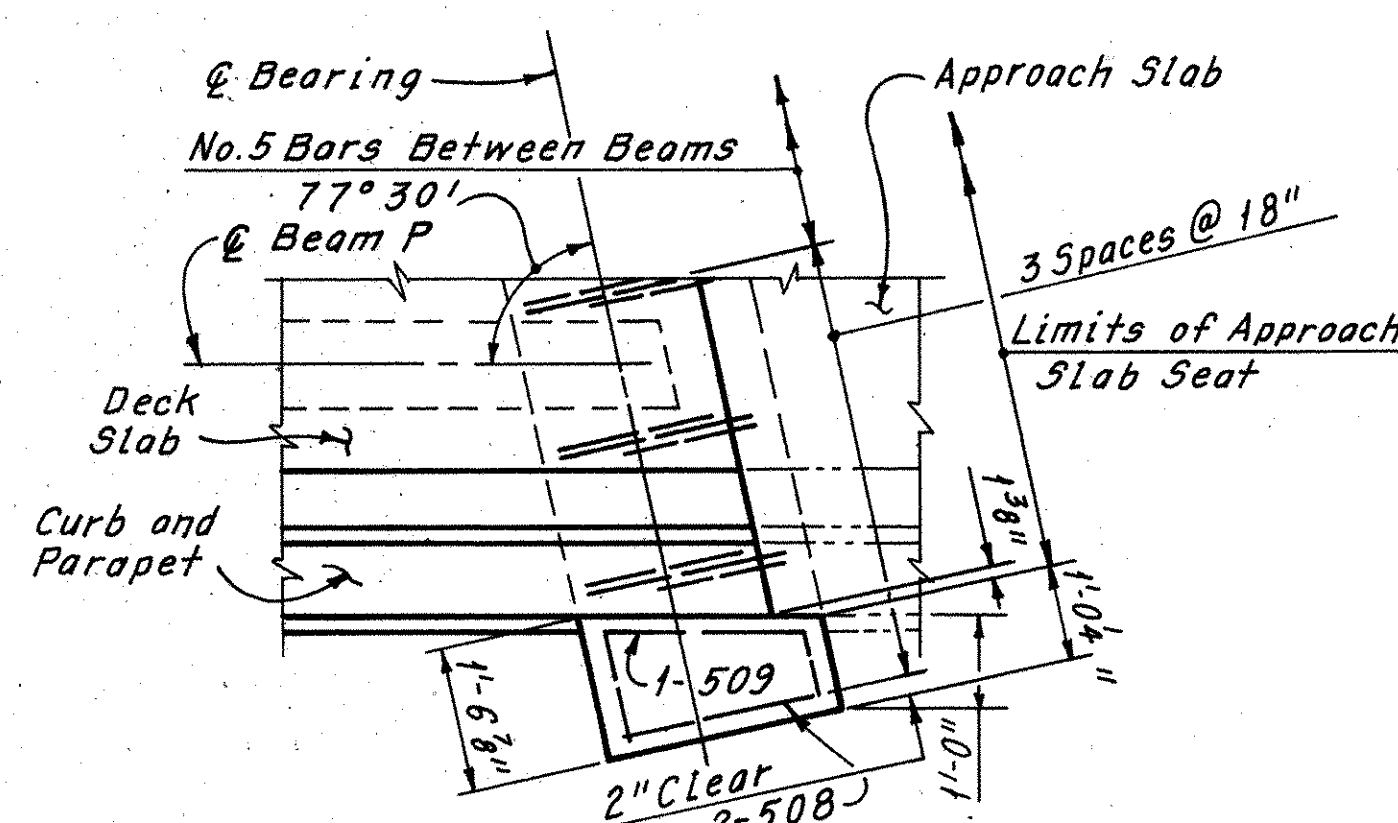 ℄ Bearing
Approach Slab
No.5 Bars Between Beams
77° 30'
℄ Beam P
3 Spaces @ 18"
Limits of Approach
Slab Seat
Deck
Slab
Curb and
Parapet
1 3/8"
1'-0 1/4"
1-509
1'-6 7/8"
1'-0"
2" Clear
2-508